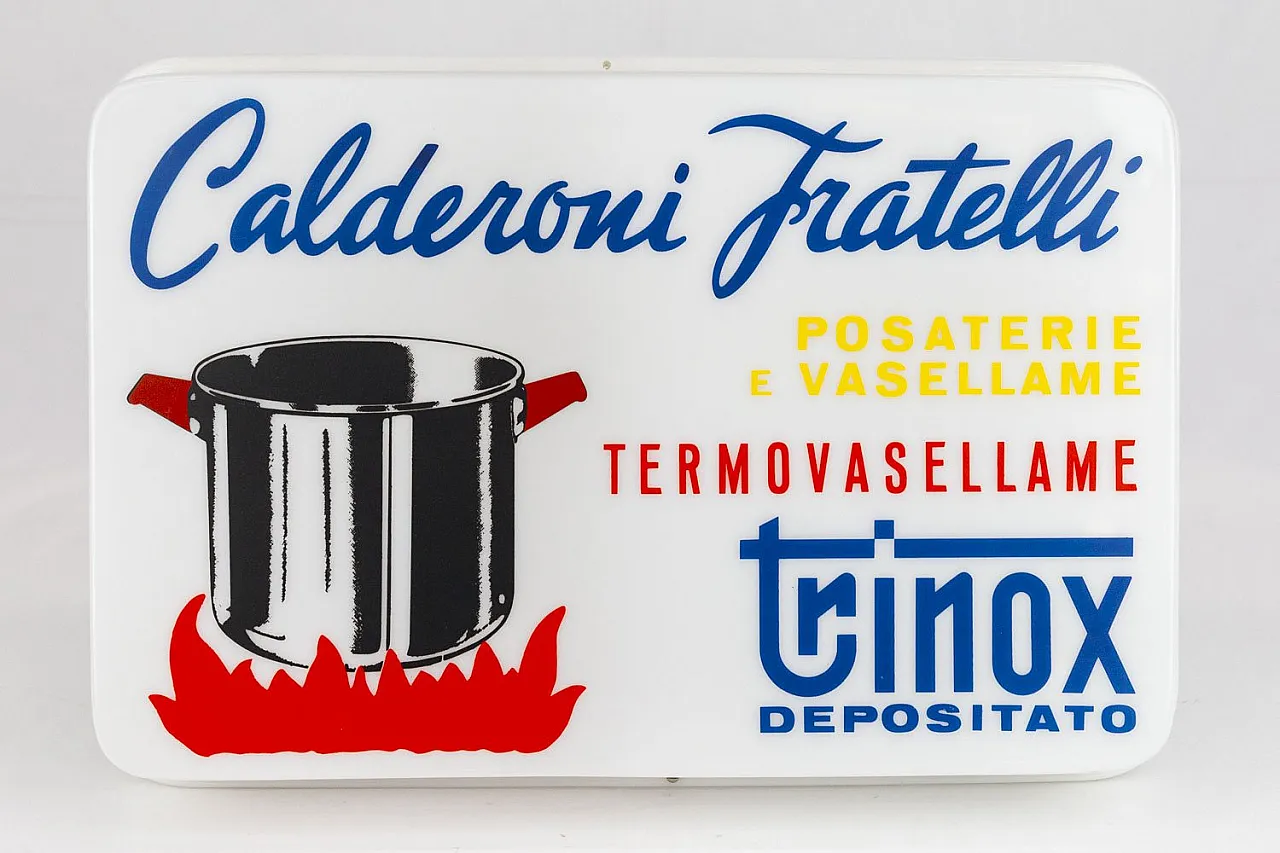 Calderoni Fratelli
POSATERIE
E VASELLAME
TERMOVASELLAME
trinox
DEPOSITATO